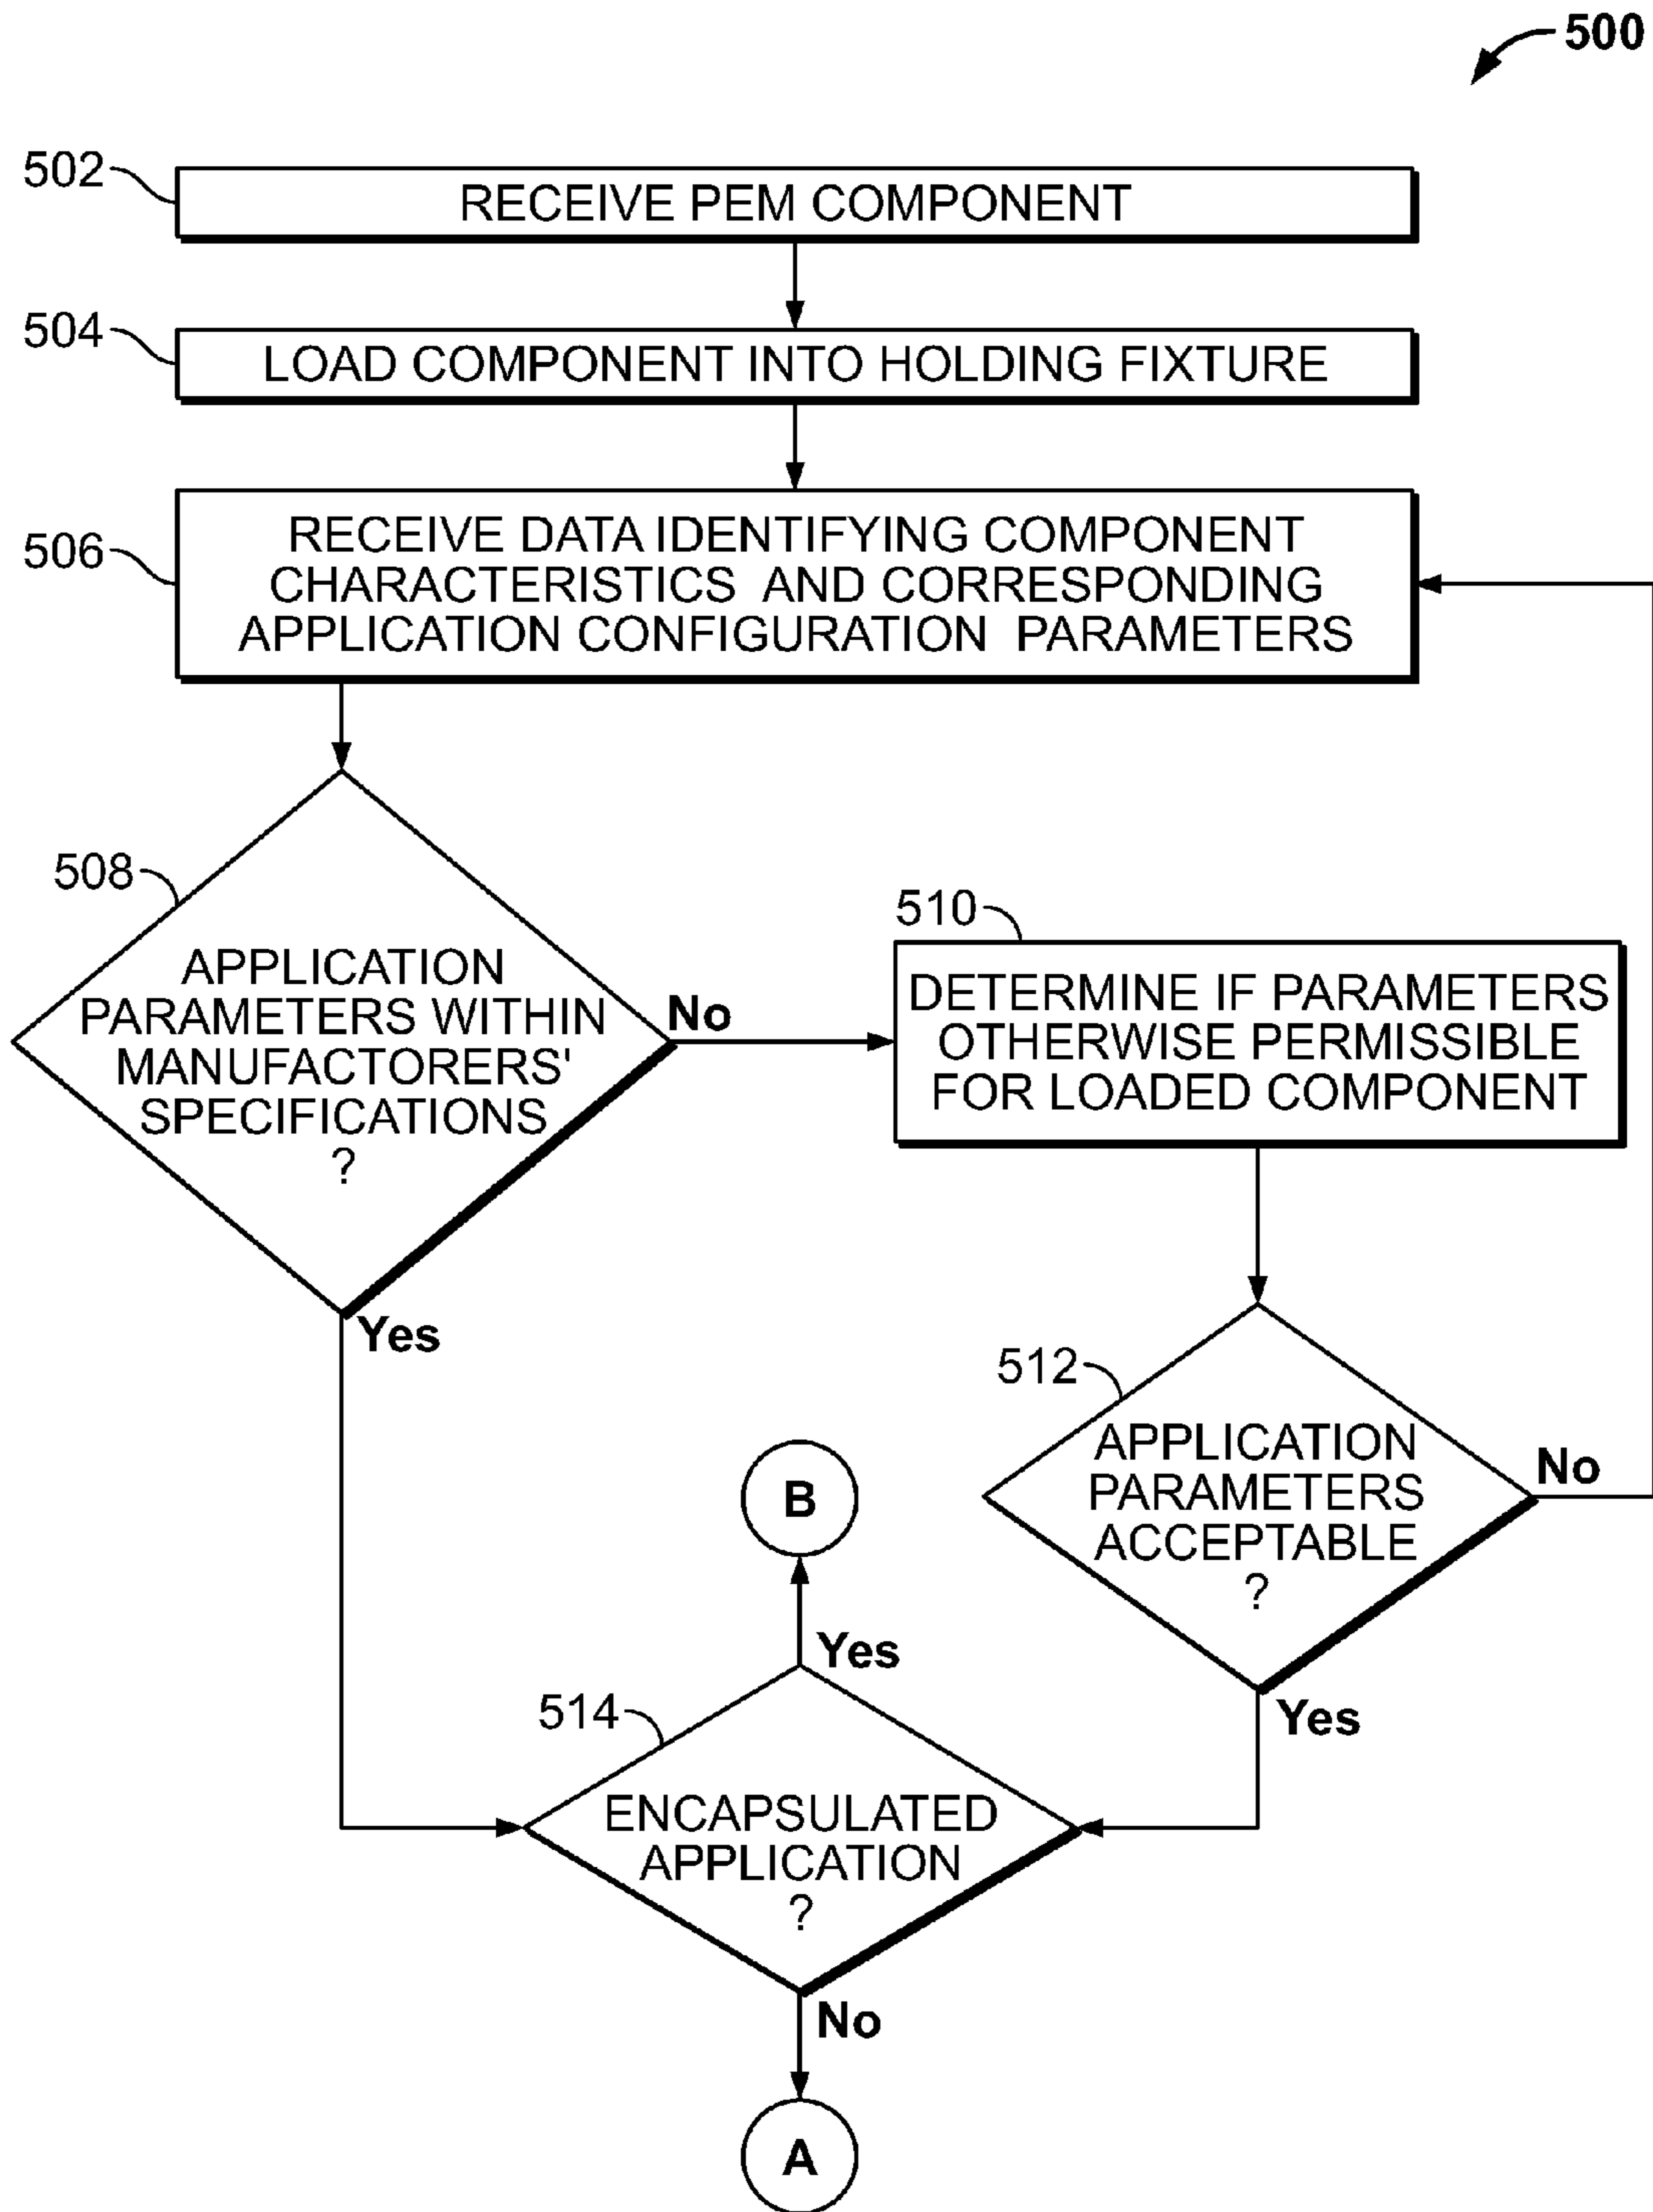 500
502
RECEIVE PEM COMPONENT
504
LOAD COMPONENT INTO HOLDING FIXTURE
506
RECEIVE DATA IDENTIFYING COMPONENT
CHARACTERISTICS AND CORRESPONDING
APPLICATION CONFIGURATION PARAMETERS
508
APPLICATION
PARAMETERS WITHIN
MANUFACTORERS'
SPECIFICATIONS
?
No
Yes
510
DETERMINE IF PARAMETERS
OTHERWISE PERMISSIBLE
FOR LOADED COMPONENT
512
APPLICATION
PARAMETERS
ACCEPTABLE
?
No
Yes
B
Yes
514
ENCAPSULATED
APPLICATION
?
No
A